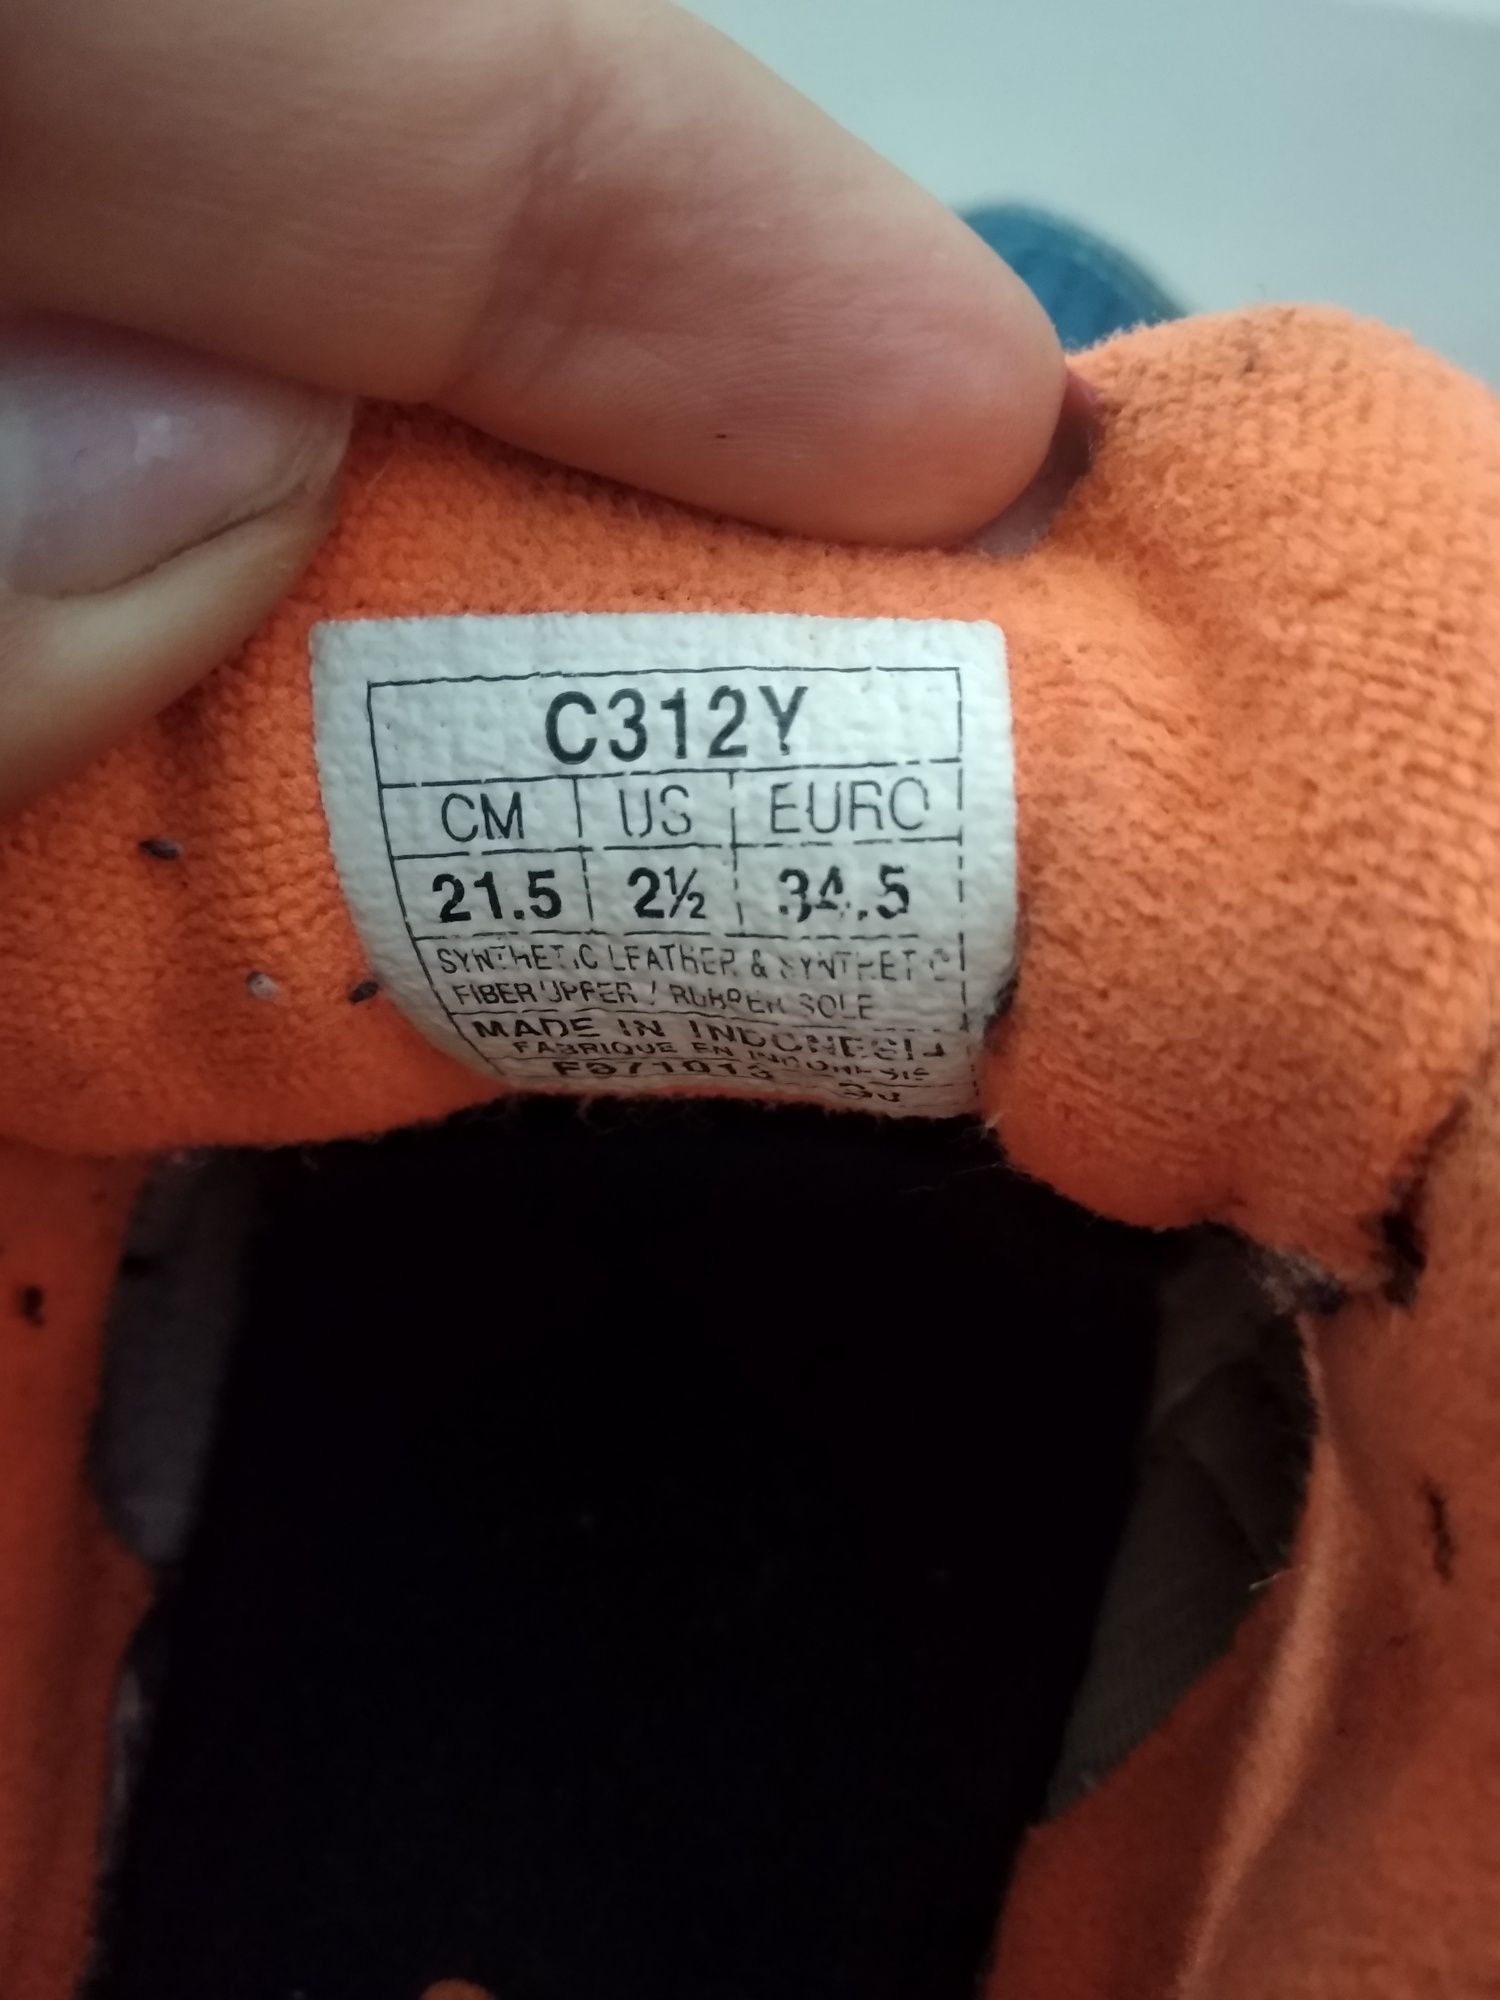 C312Y
CM US EURO
21.5 2½ 34.5
SYNTHETIC LEATHER & SYNTHETIC
FIBER UPPER / RUBBER SOLE
MADE IN INDONESIA
FABRIQUE EN INDONESIE